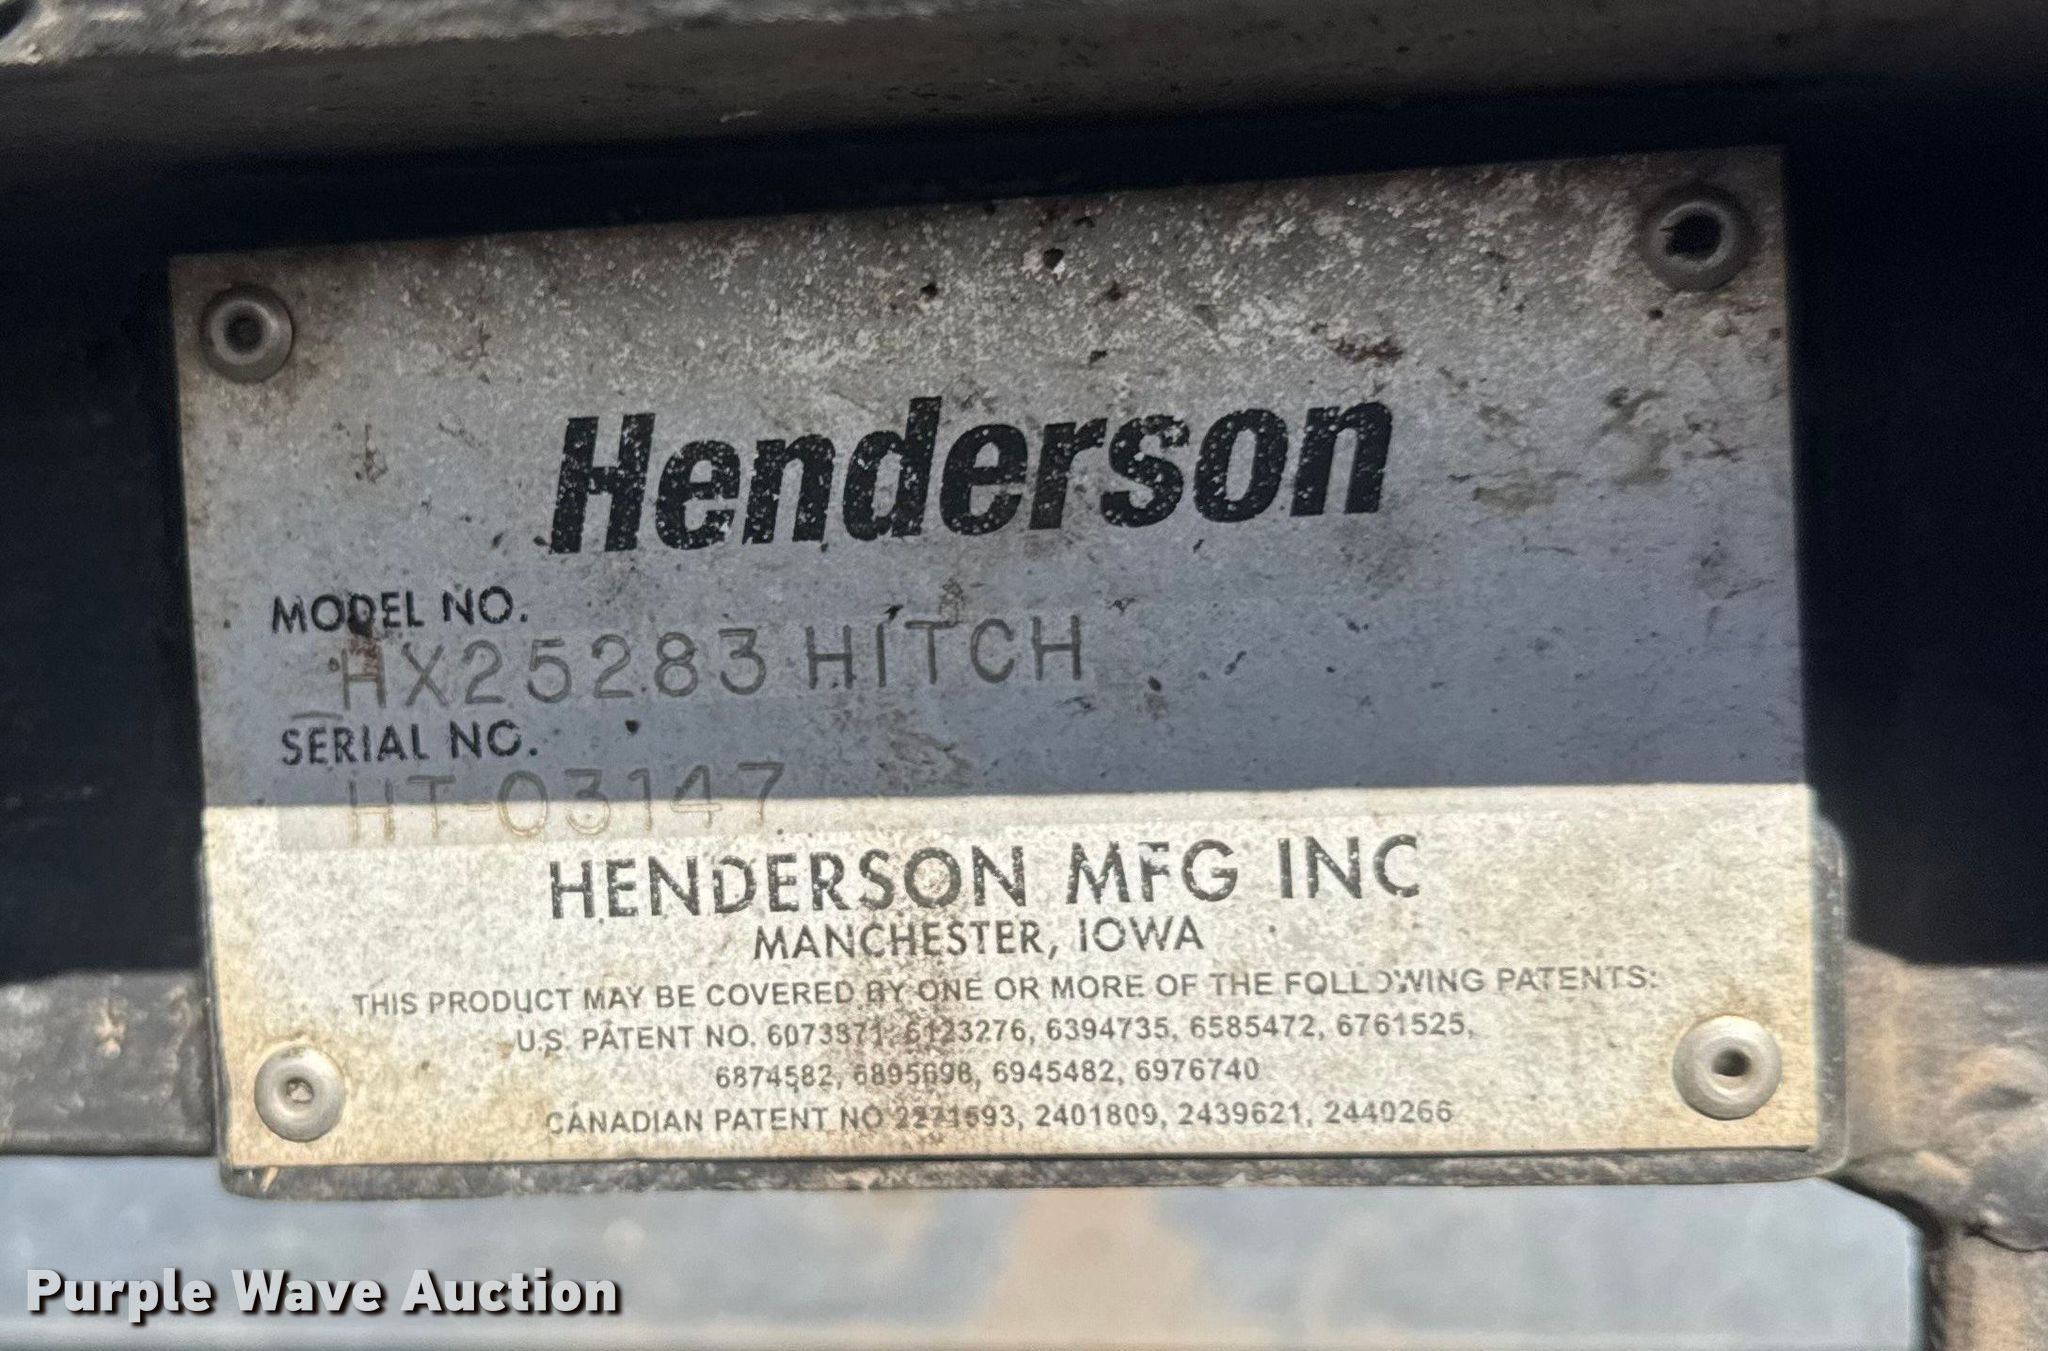 Henderson
MODEL NO.
HX25283 HITCH
SERIAL NO.
HT-03147
HENDERSON MFG INC
MANCHESTER, IOWA
THIS PRODUCT MAY BE COVERED BY ONE OR MORE OF THE FOLLOWING PATENTS:
U.S. PATENT NO. 6073871, 6123276, 6394735, 6585472, 6761525,
6874582, 6895698, 6945482, 6976740
CANADIAN PATENT NO 2271593, 2401809, 2439621, 2440266
Purple Wave Auction